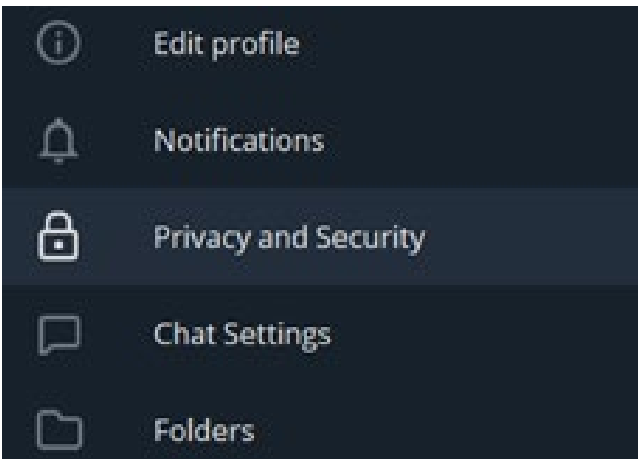 Edit profile
Notifications
Privacy and Security
Chat Settings
Folders